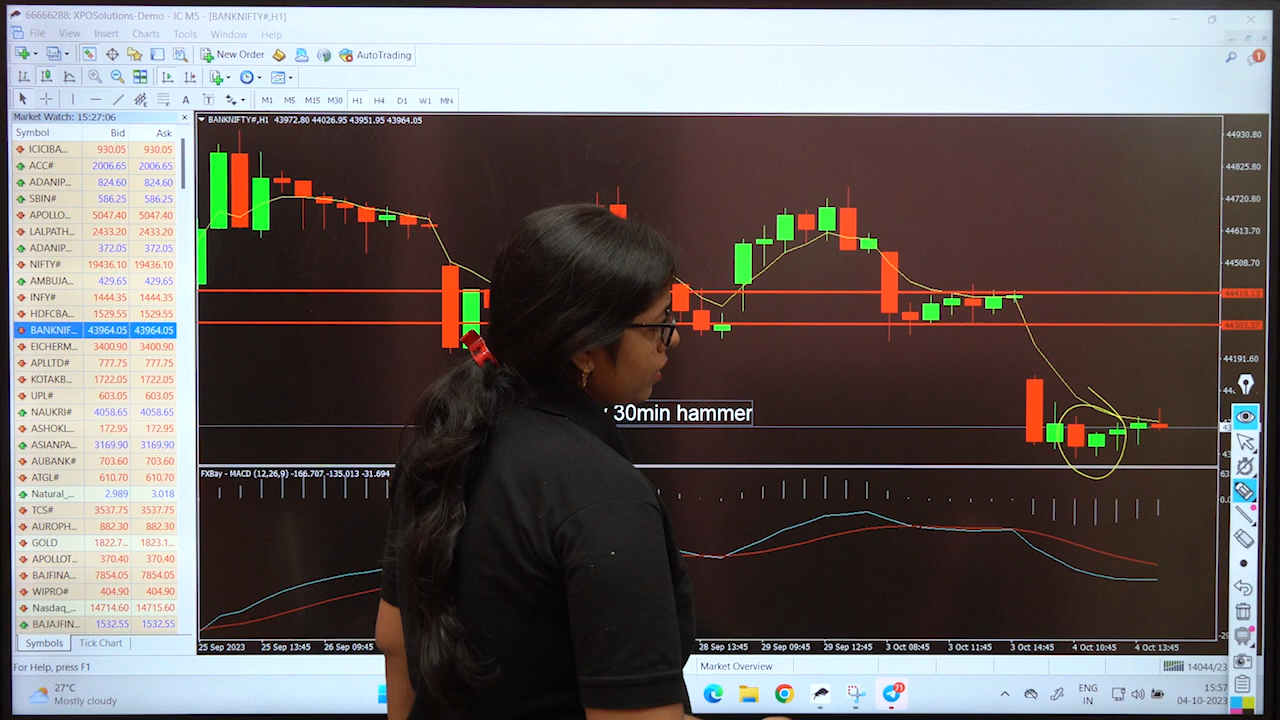 66666288: XPOSolutions-Demo - IC M5 - [BANKNIFTY#,H1]
File View Insert Charts Tools Window Help
New Order AutoTrading
A T M1 M5 M15 M30 H1 H4 D1 W1 MN
Market Watch: 15:27:06
Symbol Bid Ask
ICICIBA... 930.05 930.05
ACC# 2006.65 2006.65
ADANIP... 824.60 824.60
SBIN# 586.25 586.25
APOLLO... 5047.40 5047.40
LALPATH... 2433.20 2433.20
ADANIP... 372.05 372.05
NIFTY# 19436.10 19436.10
AMBUJA... 429.65 429.65
INFY# 1444.35 1444.35
HDFCBA... 1529.55 1529.55
BANKNIF... 43964.05 43964.05
EICHERM... 3400.90 3400.90
APLLTD# 777.75 777.75
KOTAKB... 1722.05 1722.05
UPL# 603.05 603.05
NAUKRI# 4058.65 4058.65
ASHOKL... 172.95 172.95
ASIANPA... 3169.90 3169.90
AUBANK# 703.60 703.60
ATGL# 610.70 610.70
Natural_... 2.989 3.018
TCS# 3537.75 3537.75
AUROPH... 882.30 882.30
GOLD 1822.7... 1823.1...
APOLLOT... 370.40 370.40
BAJFINA... 7854.05 7854.05
WIPRO# 404.90 404.90
Nasdaq_... 14714.60 14715.60
BAJAJFIN... 1532.55 1532.55
Symbols Tick Chart
For Help, press F1
BANKNIFTY#,H1 43972.80 44026.95 43951.95 43964.05
44930.80
44825.80
44720.80
44613.70
44508.70
44410.13
44303.37
44191.60
30min hammer
FXBay - MACD (12,26,9) -166.707 -135.013 -31.694
25 Sep 2023 25 Sep 13:45 26 Sep 09:45 28 Sep 13:45 29 Sep 09:45 29 Sep 12:45 3 Oct 08:45 3 Oct 11:45 3 Oct 14:45 4 Oct 10:45 4 Oct 13:45
Market Overview
14044/23
27°C
Mostly cloudy
71
ENG
IN
15:57
04-10-2023
1